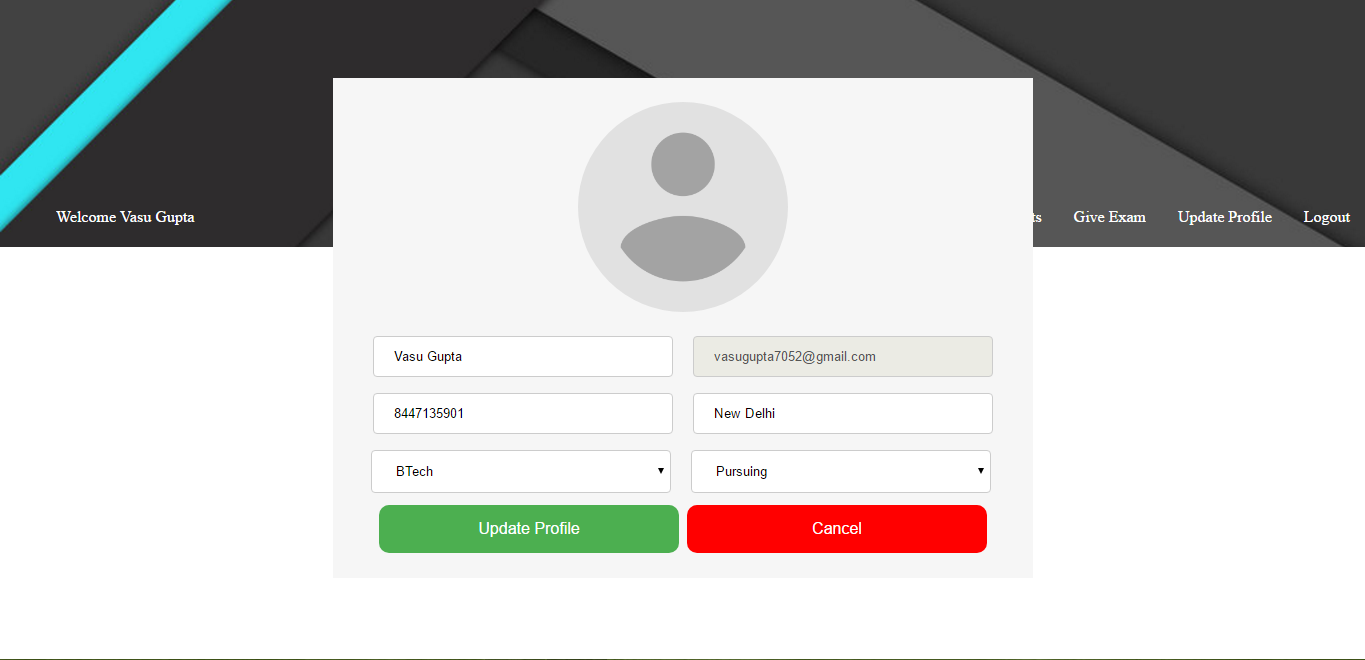 Welcome Vasu Gupta
ts Give Exam Update Profile Logout
Vasu Gupta
vasugupta7052@gmail.com
8447135901
New Delhi
BTech
Pursuing
Update Profile
Cancel